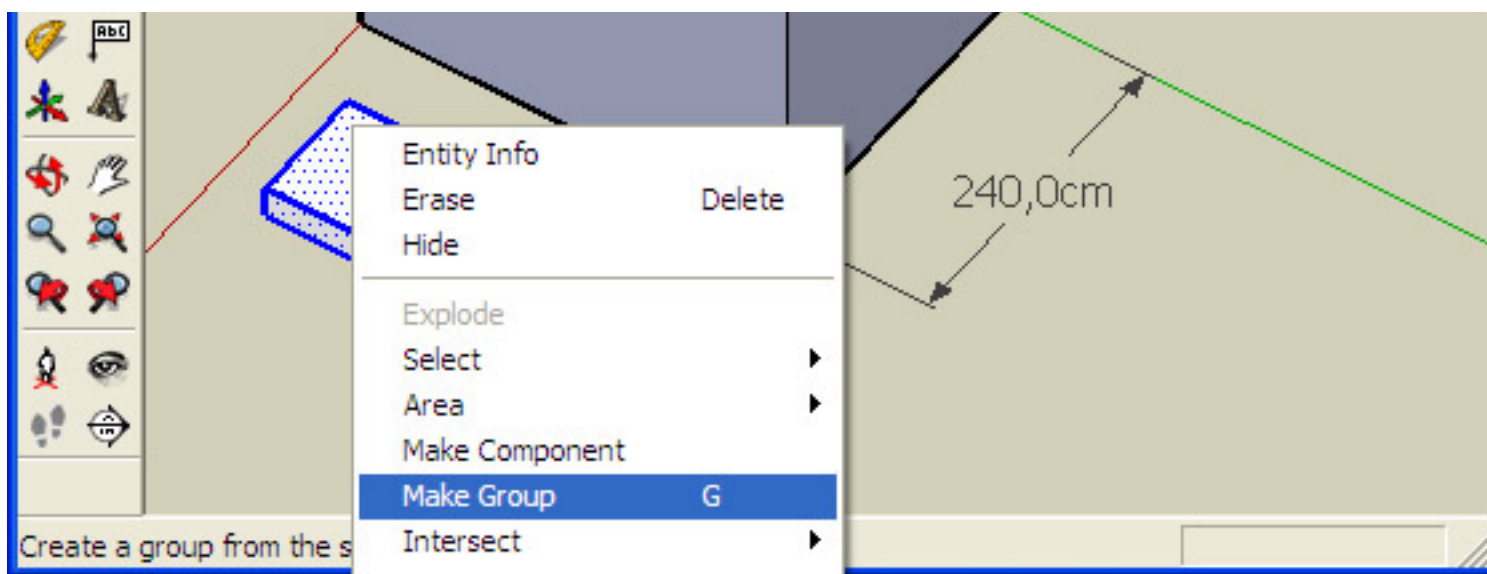 ABC
Entity Info
Erase Delete
Hide
240,0cm
Explode
Select
Area
Make Component
Make Group G
Intersect
Create a group from the s